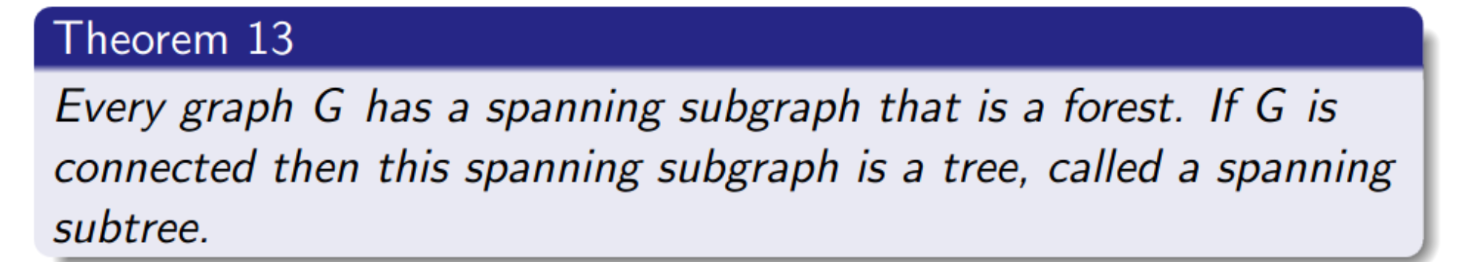 Theorem 13
Every graph G has a spanning subgraph that is a forest. If G is
connected then this spanning subgraph is a tree, called a spanning
subtree.